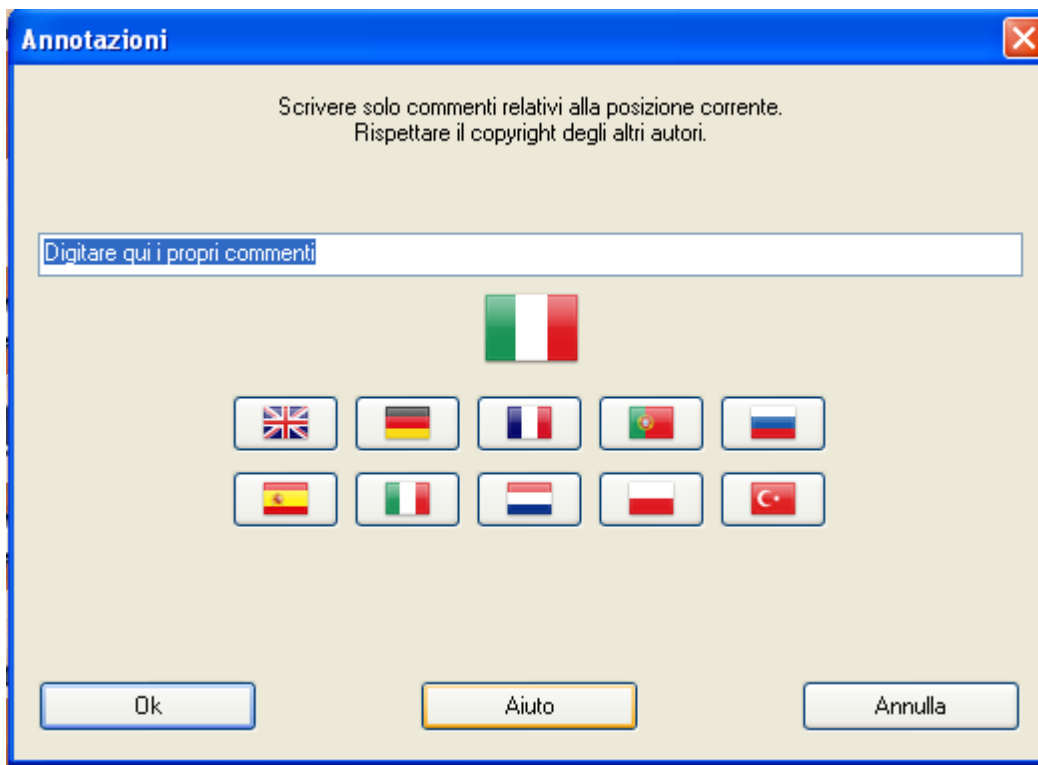 Annotazioni
Scrivere solo commenti relativi alla posizione corrente.
Rispettare il copyright degli altri autori.
Digitare qui i propri commenti
Ok
Aiuto
Annulla